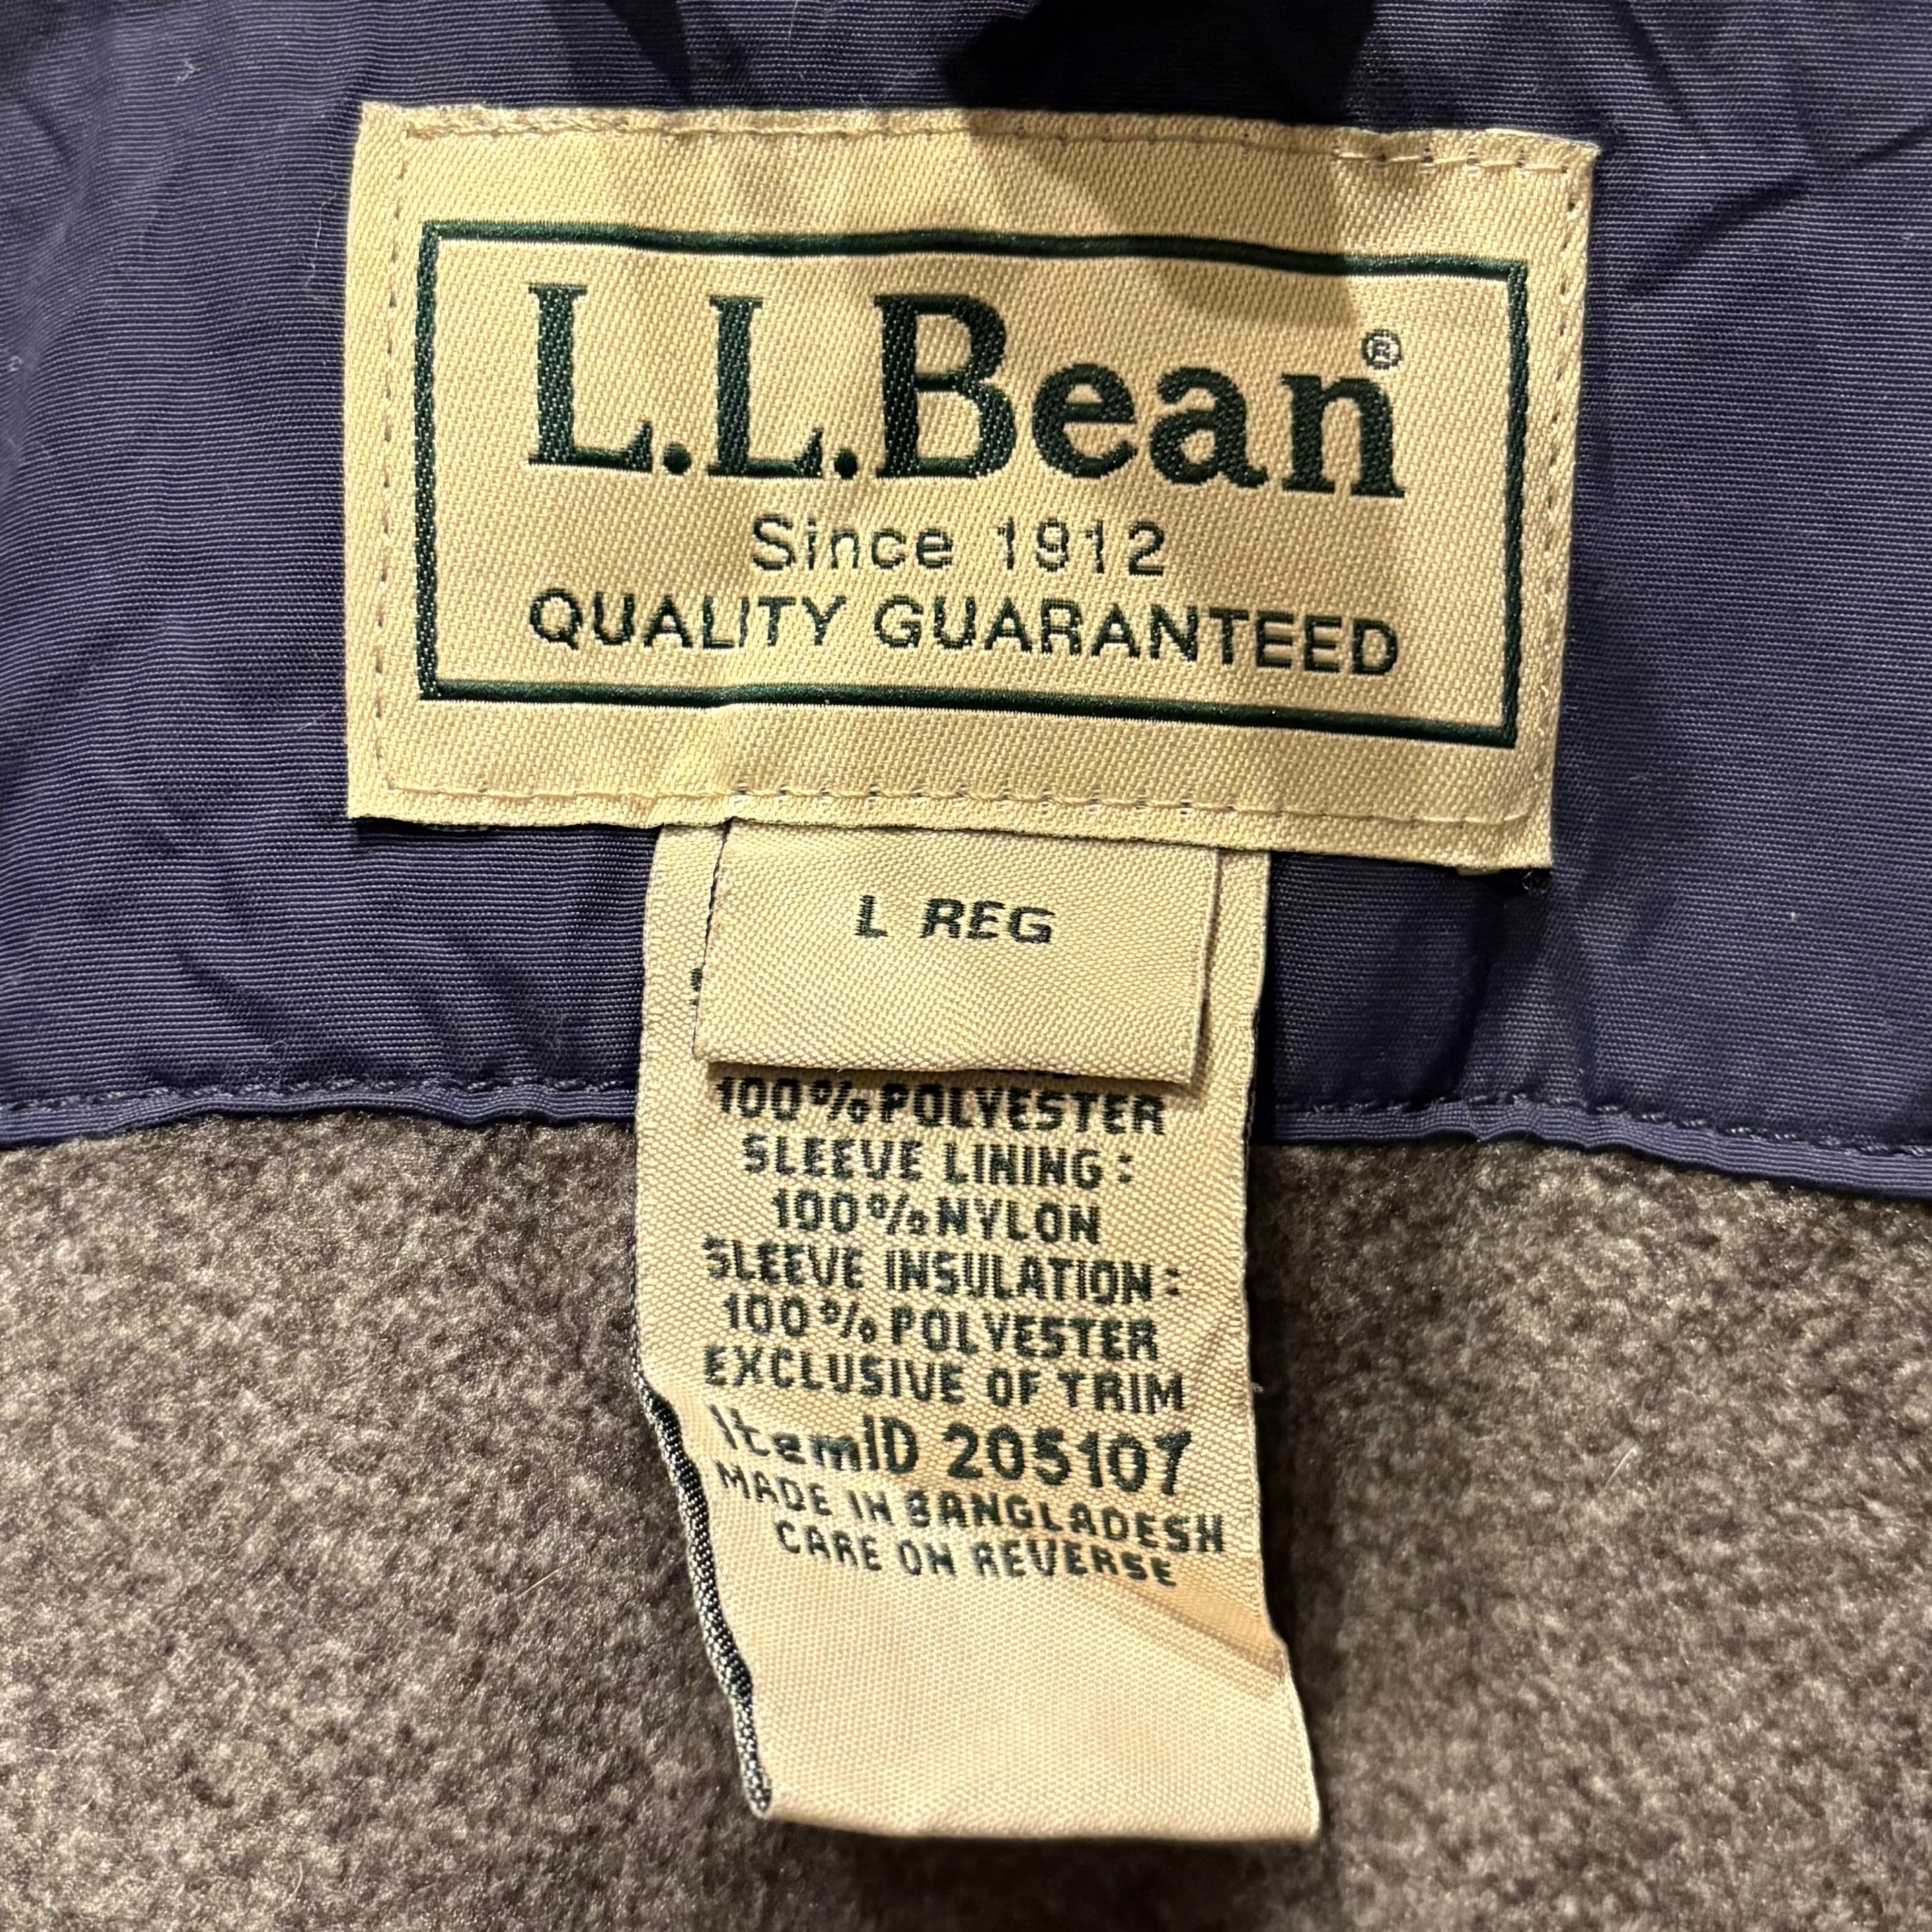 L.L.Bean®
Since 1912
QUALITY GUARANTEED
L REG
100% POLYESTER
SLEEVE LINING:
100% NYLON
SLEEVE INSULATION:
100% POLYESTER
EXCLUSIVE OF TRIM
ItemID 205107
MADE IN BANGLADESH
CARE ON REVERSE